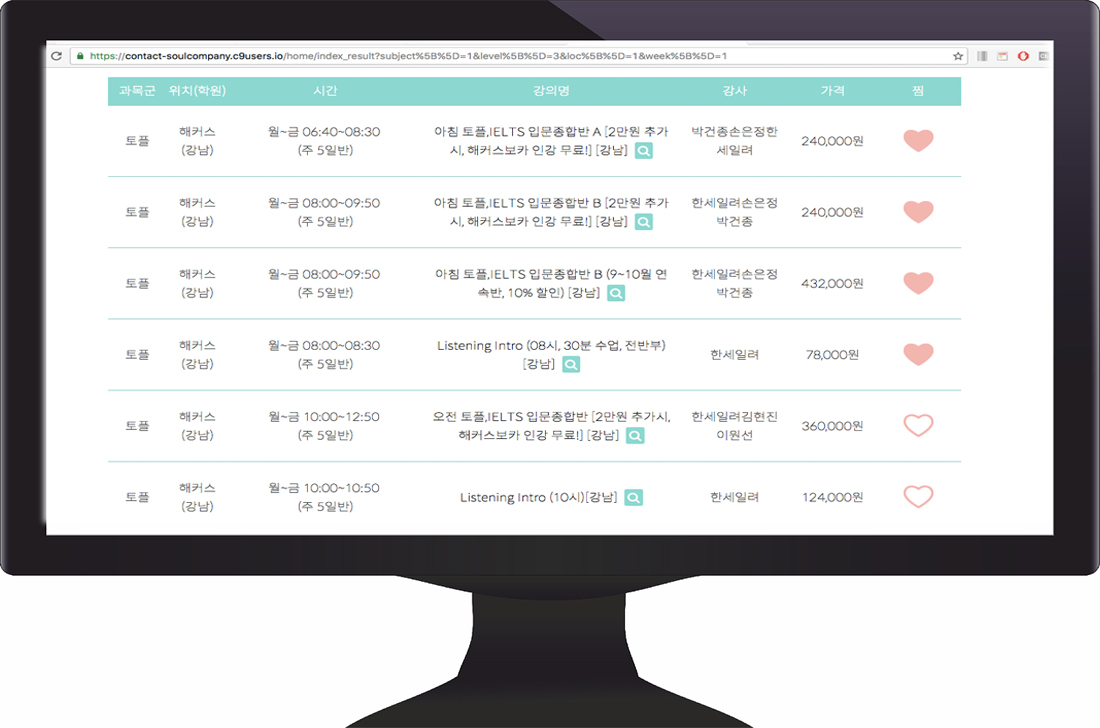 https://contact-soulcompany.c9users.io/home/index_result?subject%5B%5D=1&level%5B%5D=3&loc%5B%5D=1&week%5B%5D=1
과목군 위치(학원) 시간 강의명 강사 가격 찜
토플 해커스 (강남) 월~금 06:40~08:30 (주 5일반) 아침 토플,IELTS 입문종합반 A [2만원 추가시, 해커스보카 인강 무료!] [강남] 박건종손은정한세일려 240,000원
토플 해커스 (강남) 월~금 08:00~09:50 (주 5일반) 아침 토플,IELTS 입문종합반 B [2만원 추가시, 해커스보카 인강 무료!] [강남] 한세일려손은정박건종 240,000원
토플 해커스 (강남) 월~금 08:00~09:50 (주 5일반) 아침 토플,IELTS 입문종합반 B (9~10월 연속반, 10% 할인) [강남] 한세일려손은정박건종 432,000원
토플 해커스 (강남) 월~금 08:00~08:30 (주 5일반) Listening Intro (08시, 30분 수업, 전반부) [강남] 한세일려 78,000원
토플 해커스 (강남) 월~금 10:00~12:50 (주 5일반) 오전 토플,IELTS 입문종합반 [2만원 추가시, 해커스보카 인강 무료!] [강남] 한세일려김현진이원선 360,000원
토플 해커스 (강남) 월~금 10:00~10:50 (주 5일반) Listening Intro (10시)[강남] 한세일려 124,000원